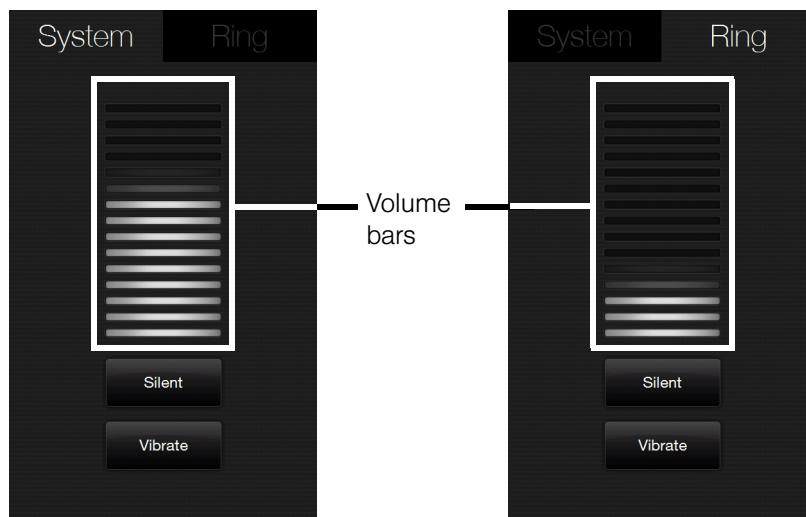 System Ring
System Ring
Volume
bars
Silent
Vibrate
Silent
Vibrate